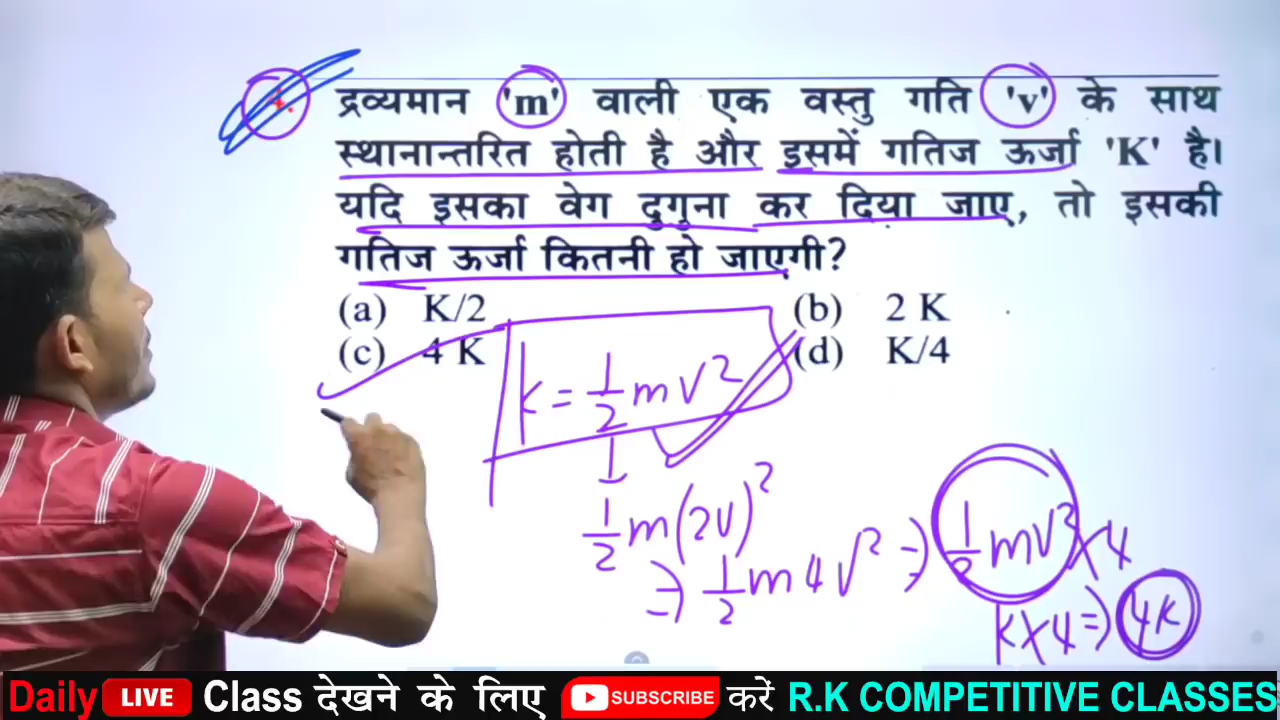 द्रव्यमान 'm' वाली एक वस्तु गति 'v' के साथ
स्थानान्तरित होती है और इसमें गतिज ऊर्जा 'K' है।
यदि इसका वेग दुगुना कर दिया जाए, तो इसकी
गतिज ऊर्जा कितनी हो जाएगी?
(a) K/2 (b) 2 K
(c) 4 K (d) K/4
k = 1/2 mv²
1/2 m(2v)²
⇒ 1/2 m 4 v² ⇒ 1/2 mv² × 4
k × 4 ⇒ 4k
Daily LIVE Class देखने के लिए SUBSCRIBE करें R.K COMPETITIVE CLASSES